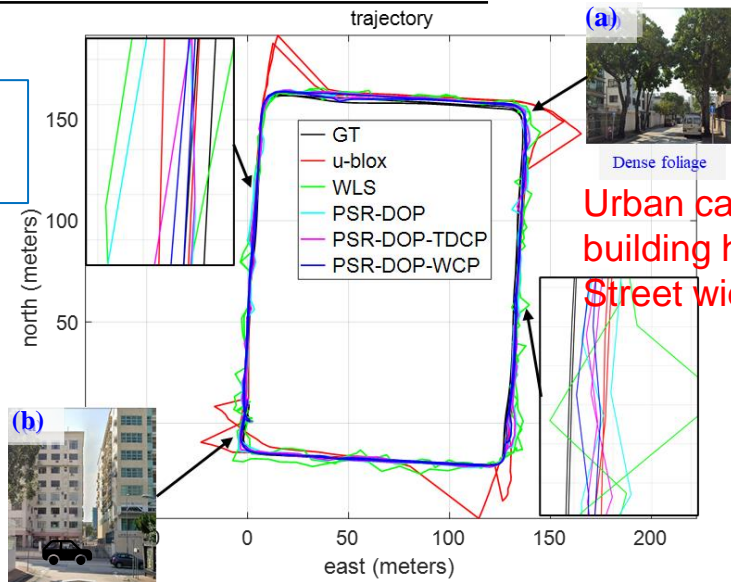 trajectory
(a)
Dense foliage
Urban ca
building h
Street wi
GT
u-blox
WLS
PSR-DOP
PSR-DOP-TDCP
PSR-DOP-WCP
150
100
50
north (meters)
(b)
0
50
100
150
200
east (meters)